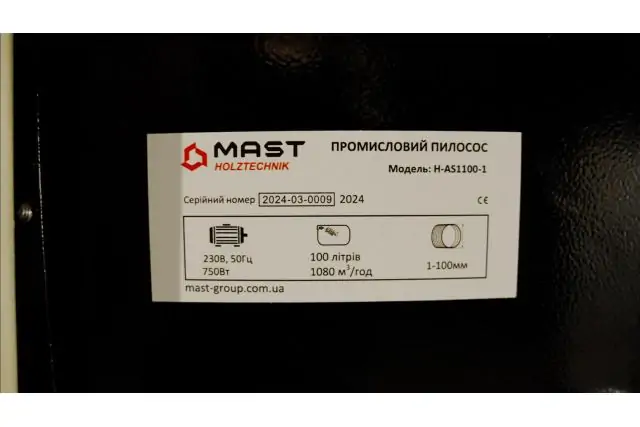 MAST
HOLZTECHNIK
ПРОМИСЛОВИЙ ПИЛОСОС
Модель: H-AS1100-1
Серійний номер 2024-03-0009 2024
CE
230В, 50Гц
750Вт
100 літрів
1080 м³/год
1-100мм
mast-group.com.ua